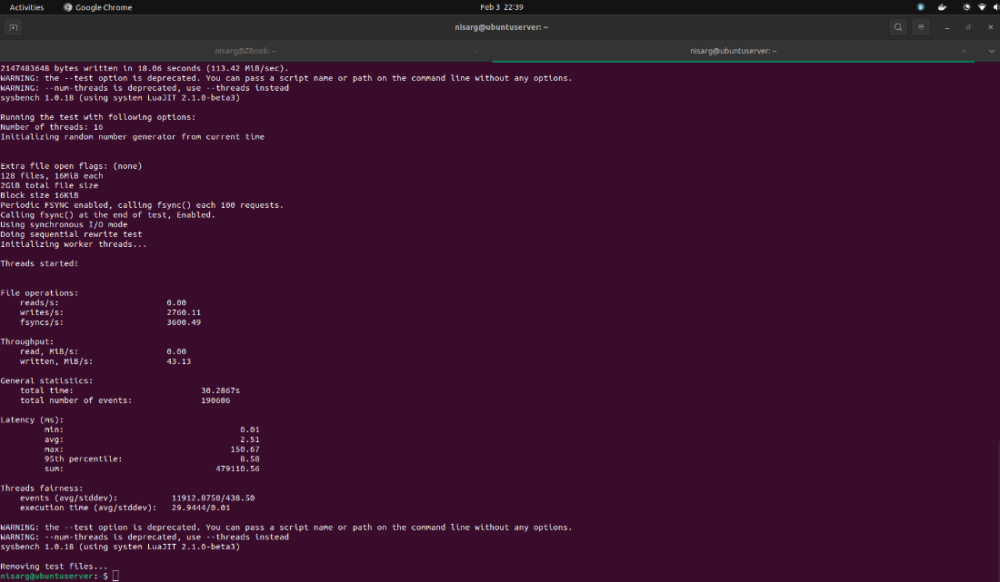 Activities
Google Chrome
Feb 3 22:39
nisarg@ubuntuserver: ~
nisarg@ZBook: ~
nisarg@ubuntuserver: ~
2147483648 bytes written in 18.06 seconds (113.42 MiB/sec).
WARNING: the --test option is deprecated. You can pass a script name or path on the command line without any options.
WARNING: --num-threads is deprecated, use --threads instead
sysbench 1.0.18 (using system LuaJIT 2.1.0-beta3)
Running the test with following options:
Number of threads: 16
Initializing random number generator from current time
Extra file open flags: (none)
128 files, 16MiB each
2GiB total file size
Block size 16KiB
Periodic FSYNC enabled, calling fsync() each 100 requests.
Calling fsync() at the end of test, Enabled.
Using synchronous I/O mode
Doing sequential rewrite test
Initializing worker threads...
Threads started!
File operations:
reads/s: 0.00
writes/s: 2760.11
fsyncs/s: 3600.49
Throughput:
read, MiB/s: 0.00
written, MiB/s: 43.13
General statistics:
total time: 30.2867s
total number of events: 190606
Latency (ms):
min: 0.01
avg: 2.51
max: 150.67
95th percentile: 8.58
sum: 479110.56
Threads fairness:
events (avg/stddev): 11912.8750/438.50
execution time (avg/stddev): 29.9444/0.01
WARNING: the --test option is deprecated. You can pass a script name or path on the command line without any options.
WARNING: --num-threads is deprecated, use --threads instead
sysbench 1.0.18 (using system LuaJIT 2.1.0-beta3)
Removing test files...
nisarg@ubuntuserver:~$